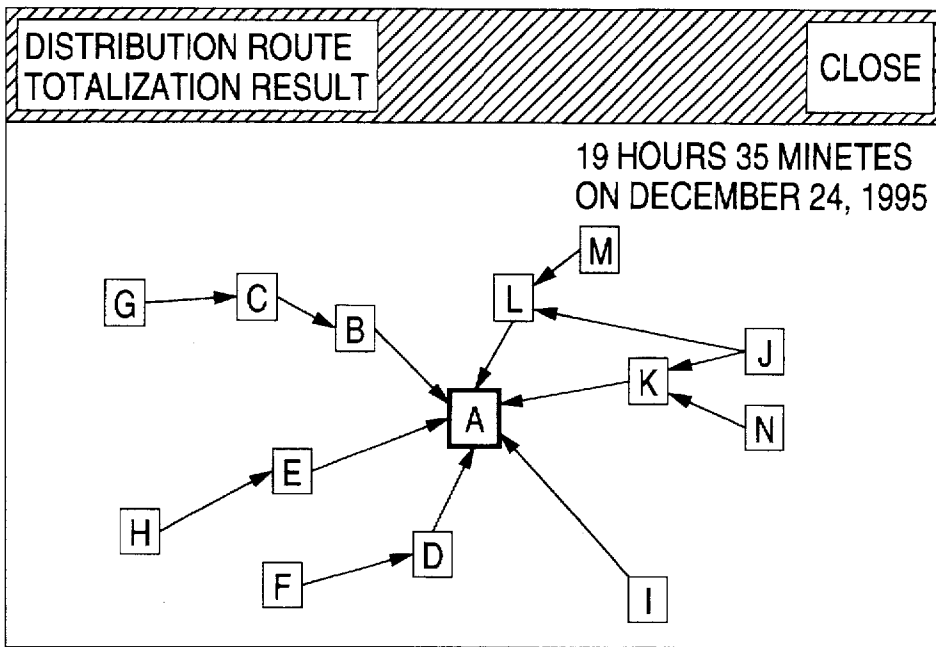 DISTRIBUTION ROUTE
TOTALIZATION RESULT
CLOSE
19 HOURS 35 MINETES
ON DECEMBER 24, 1995
M
G
C
L
B
J
K
A
N
E
H
D
F
I